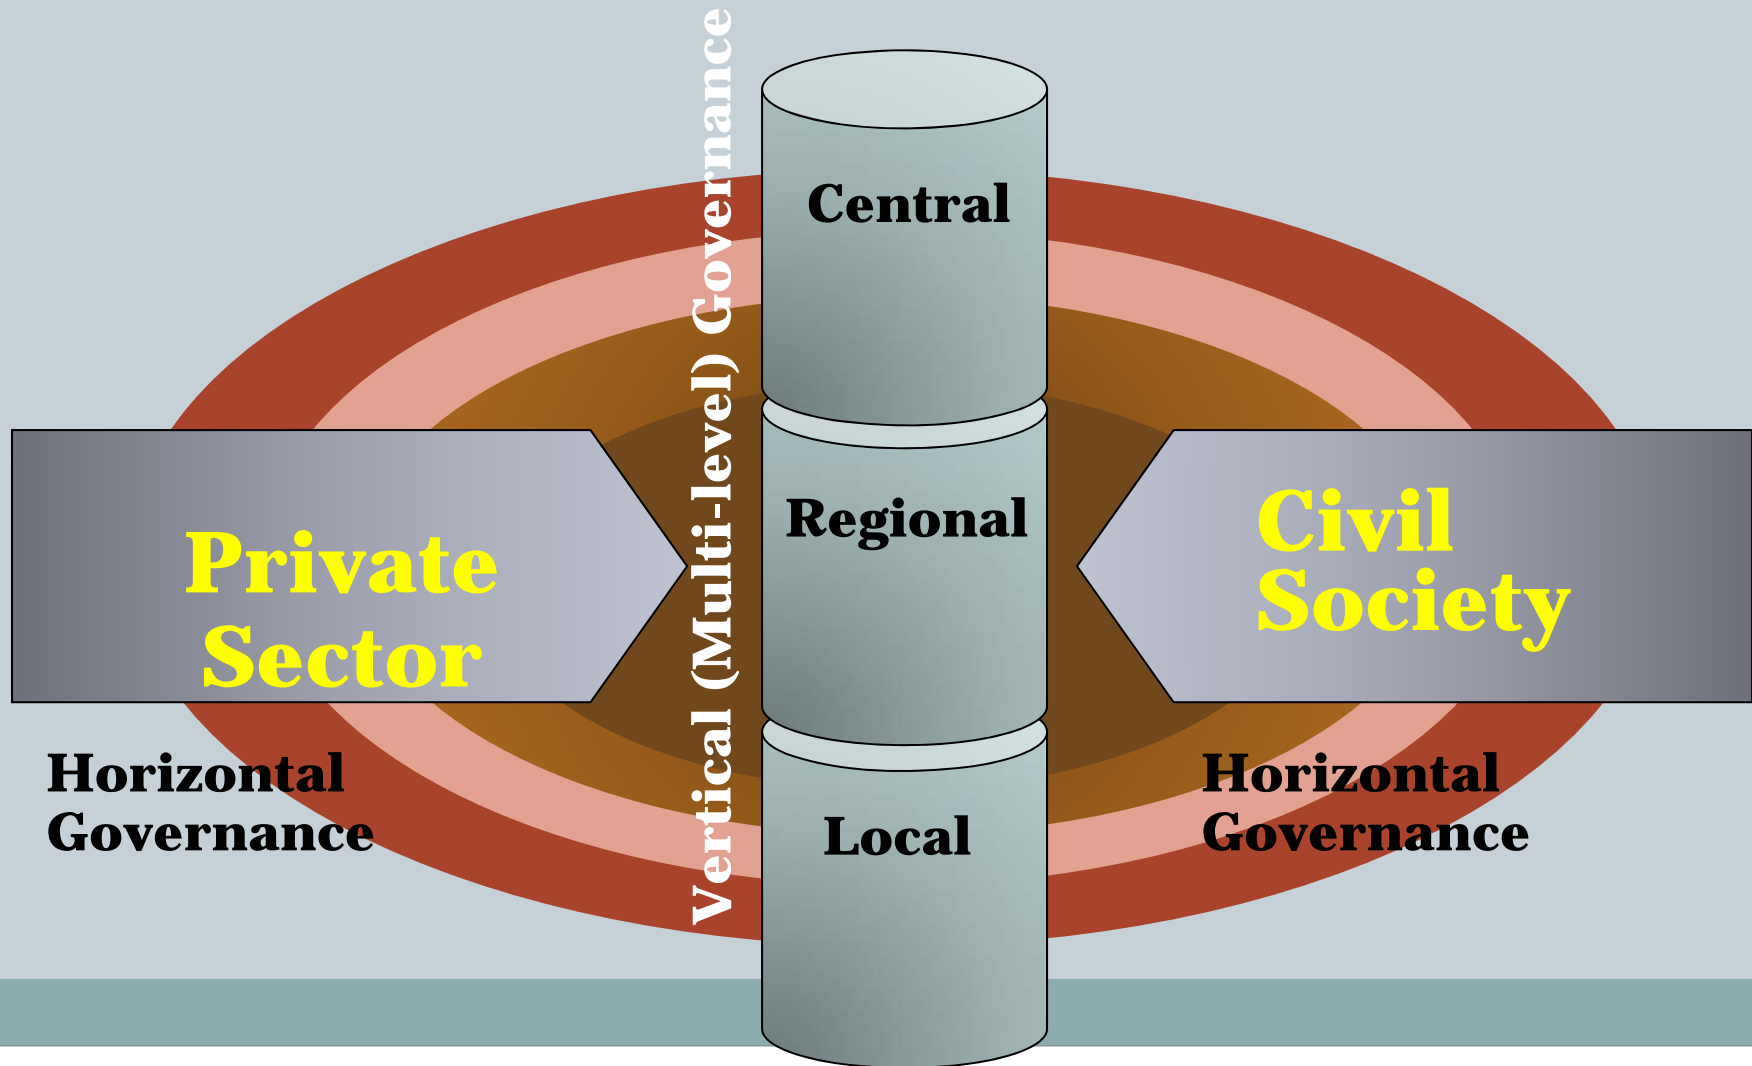 Vertical (Multi-level) Governance
Central
Regional
Local
Private
Sector
Civil
Society
Horizontal
Governance
Horizontal
Governance